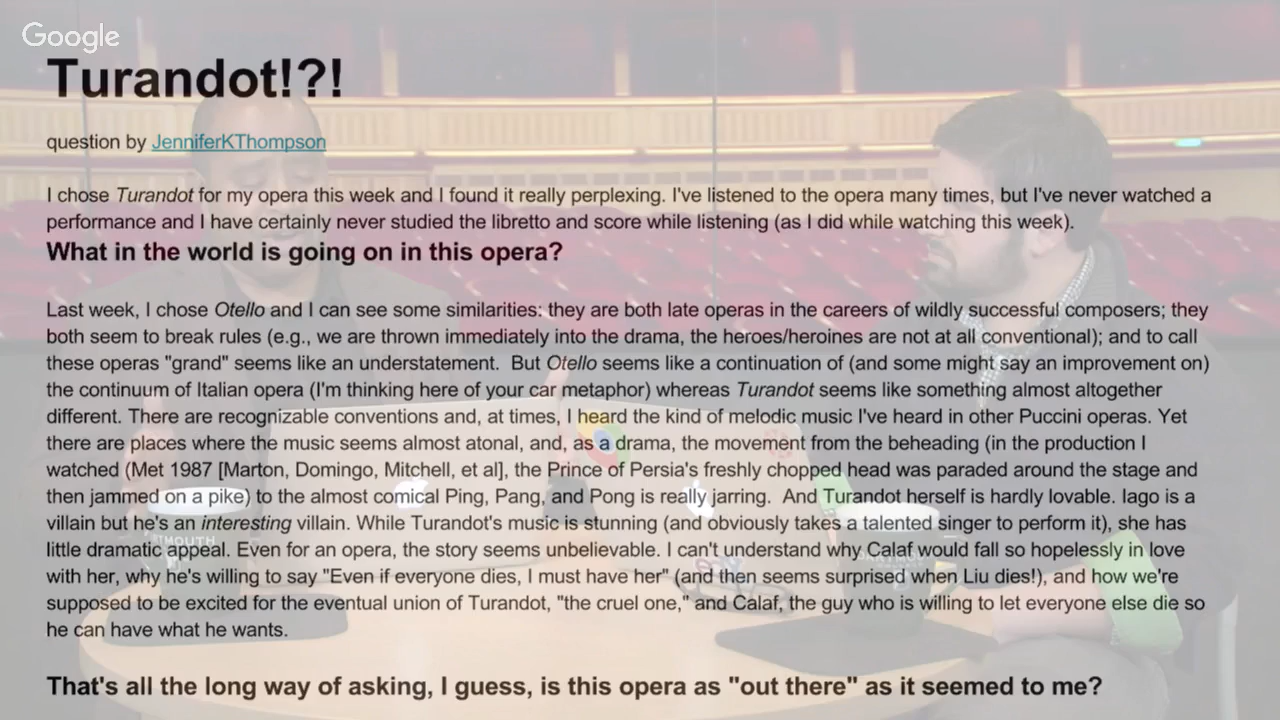 Google
Turandot!?!
question by JenniferKThompson
I chose Turandot for my opera this week and I found it really perplexing. I've listened to the opera many times, but I've never watched a
performance and I have certainly never studied the libretto and score while listening (as I did while watching this week).
What in the world is going on in this opera?
Last week, I chose Otello and I can see some similarities: they are both late operas in the careers of wildly successful composers; they
both seem to break rules (e.g., we are thrown immediately into the drama, the heroes/heroines are not at all conventional); and to call
these operas "grand" seems like an understatement.  But Otello seems like a continuation of (and some might say an improvement on)
the continuum of Italian opera (I'm thinking here of your car metaphor) whereas Turandot seems like something almost altogether
different. There are recognizable conventions and, at times, I heard the kind of melodic music I've heard in other Puccini operas. Yet
there are places where the music seems almost atonal, and, as a drama, the movement from the beheading (in the production I
watched (Met 1987 [Marton, Domingo, Mitchell, et al], the Prince of Persia's freshly chopped head was paraded around the stage and
then jammed on a pike) to the almost comical Ping, Pang, and Pong is really jarring.  And Turandot herself is hardly lovable. Iago is a
villain but he's an interesting villain. While Turandot's music is stunning (and obviously takes a talented singer to perform it), she has
little dramatic appeal. Even for an opera, the story seems unbelievable. I can't understand why Calaf would fall so hopelessly in love
with her, why he's willing to say "Even if everyone dies, I must have her" (and then seems surprised when Liu dies!), and how we're
supposed to be excited for the eventual union of Turandot, "the cruel one," and Calaf, the guy who is willing to let everyone else die so
he can have what he wants.
That's all the long way of asking, I guess, is this opera as "out there" as it seemed to me?